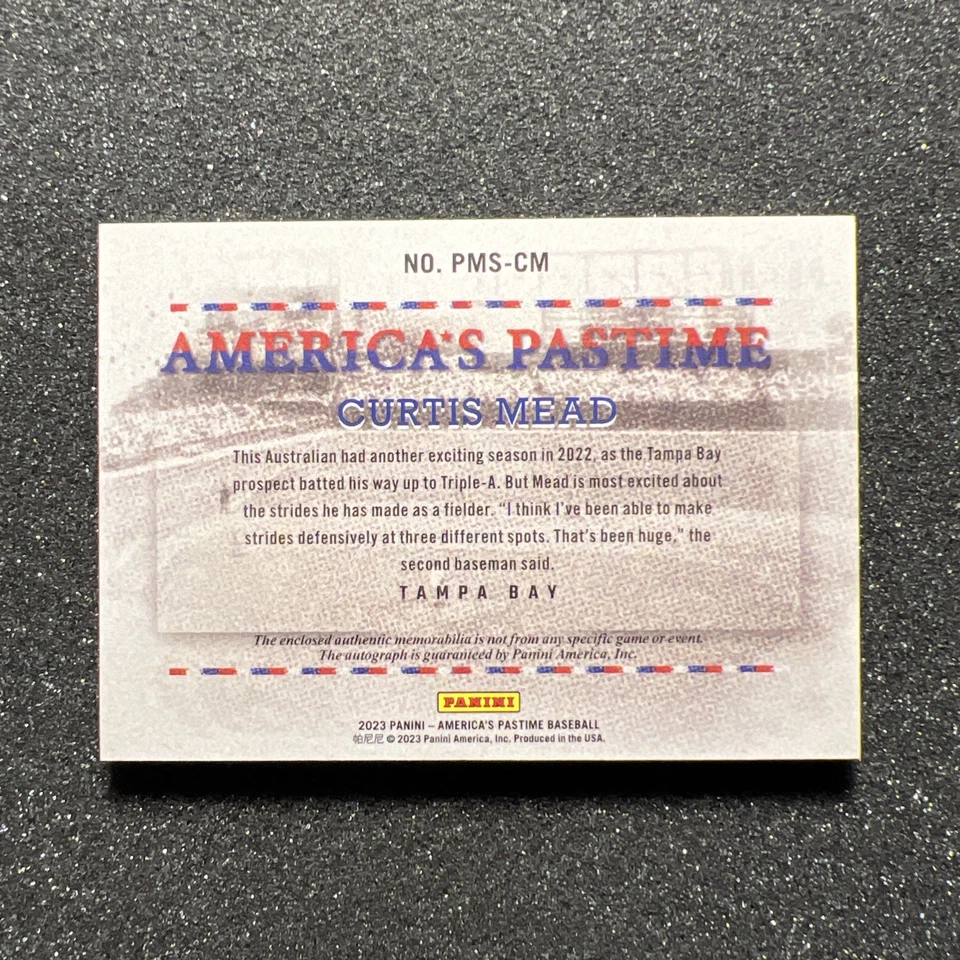 NO. PMS-CM
AMERICA'S PASTIME
CURTIS MEAD
This Australian had another exciting season in 2022, as the Tampa Bay
prospect batted his way up to Triple-A. But Mead is most excited about
the strides he has made as a fielder. “I think I've been able to make
strides defensively at three different spots. That's been huge,” the
second baseman said.
TAMPA BAY
The enclosed authentic memorabilia is not from any specific game or event.
The autograph is guaranteed by Panini America, Inc.
PANINI
2023 PANINI – AMERICA'S PASTIME BASEBALL
帕尼尼 © 2023 Panini America, Inc. Produced in the USA.